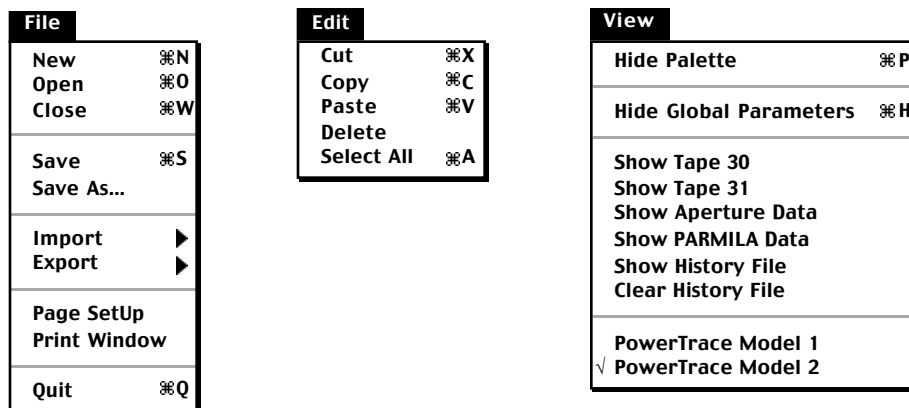 File
New ⌘N
Open ⌘O
Close ⌘W
Save ⌘S
Save As...
Import
Export
Page SetUp
Print Window
Quit ⌘Q
Edit
Cut ⌘X
Copy ⌘C
Paste ⌘V
Delete
Select All ⌘A
View
Hide Palette ⌘P
Hide Global Parameters ⌘H
Show Tape 30
Show Tape 31
Show Aperture Data
Show PARMILA Data
Show History File
Clear History File
PowerTrace Model 1
√ PowerTrace Model 2